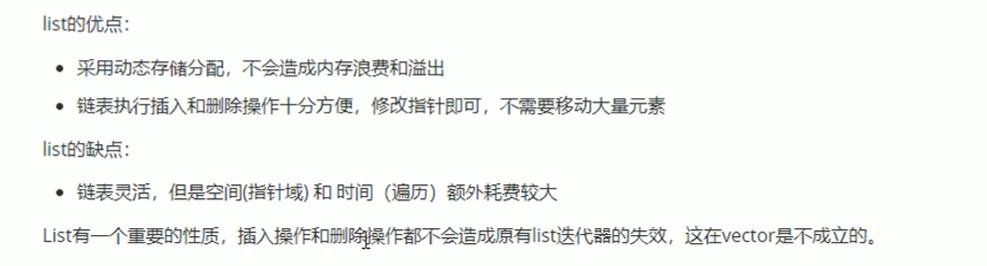 list的优点：
采用动态存储分配，不会造成内存浪费和溢出
链表执行插入和删除操作十分方便，修改指针即可，不需要移动大量元素
list的缺点：
链表灵活，但是空间(指针域) 和 时间（遍历）额外耗费较大
List有一个重要的性质，插入操作和删除操作都不会造成原有list迭代器的失效，这在vector是不成立的。